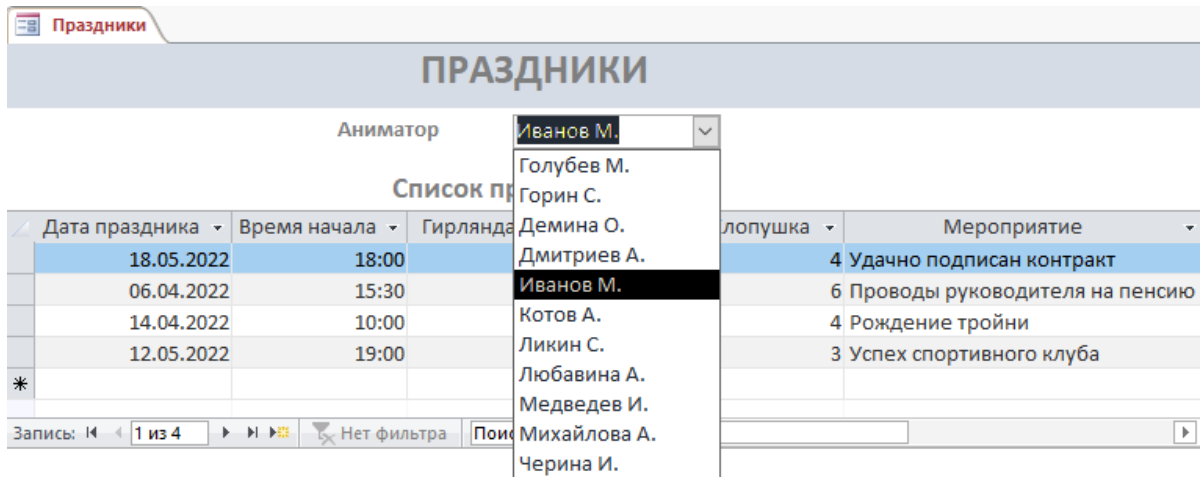 Праздники
ПРАЗДНИКИ
Аниматор Иванов М.
Голубев М.
Список Горин С.
Дата праздника Время начала Гирлянда Демина О. Мероприятие
18.05.2022 18:00 Дмитриев А. 4 Удачно подписан контракт
06.04.2022 15:30 Иванов М. 6 Проводы руководителя на пенсию
14.04.2022 10:00 Котов А. 4 Рождение тройни
12.05.2022 19:00 Ликин С. 3 Успех спортивного клуба
Любавина А.
Медведев И.
Запись: 1 из 4 Нет фильтра Михайлова А.
Черина И.